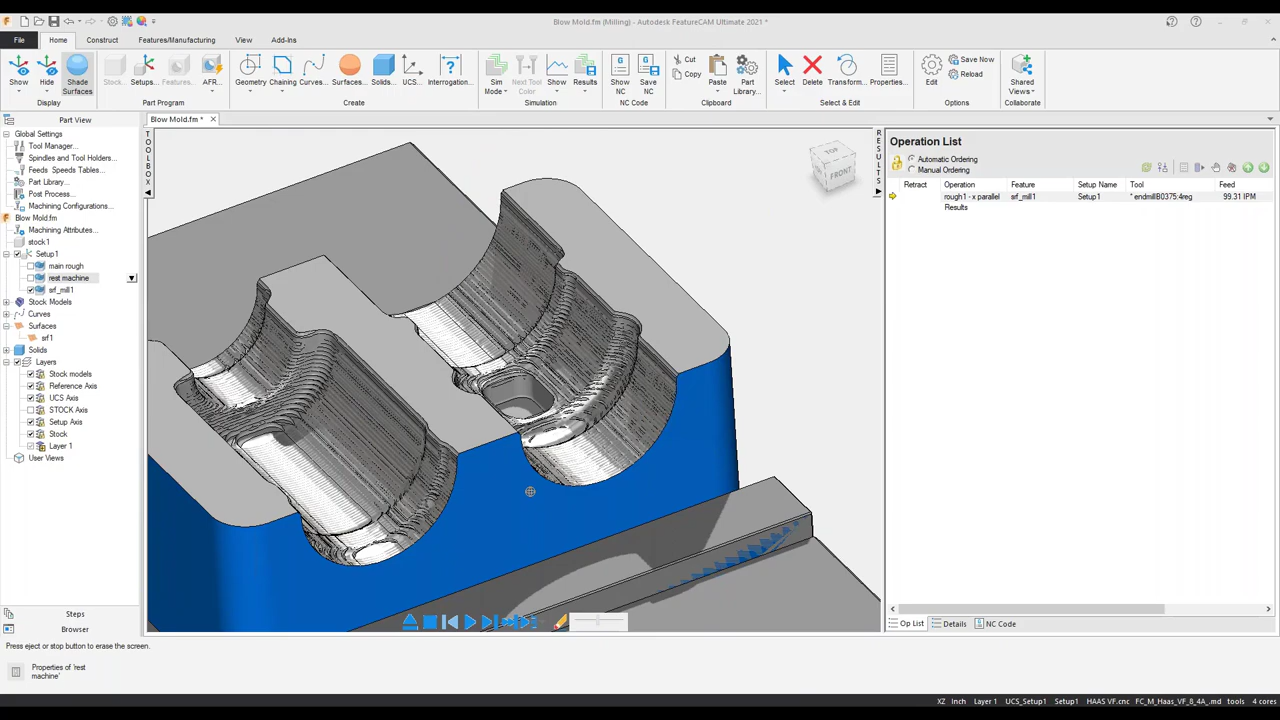 Blow Mold.fm (Milling) - Autodesk FeatureCAM Ultimate 2021 *
File Home Construct Features/Manufacturing View Add-Ins
Show Hide Shade Surfaces Stock... Setups... Features... AFR... Geometry Chaining Curves... Surfaces... Solids... UCS... Interrogation... Sim Mode Next Tool Color Show Results Show NC Save NC Cut Copy Paste Part Library... Select Delete Transform... Properties... Edit Save Now Reload Shared Views
Display Part Program Create Simulation NC Code Clipboard Select & Edit Options Collaborate
Part View
Global Settings
Tool Manager...
Spindles and Tool Holders...
Feeds Speeds Tables...
Part Library...
Post Process...
Machining Configurations...
Blow Mold.fm
Machining Attributes...
stock1
Setup1
main rough
rest machine
srf_mill1
Stock Models
Curves
Surfaces
srf1
Solids
Layers
Stock models
Reference Axis
UCS Axis
STOCK Axis
Setup Axis
Stock
Layer 1
User Views
Steps
Browser
Blow Mold.fm *
TOOLBOX
TOP
FRONT
RESULTS
Operation List
Automatic Ordering
Manual Ordering
Retract Operation Feature Setup Name Tool Feed
rough1 - x parallel srf_mill1 Setup1 * endmillB0375:4reg 99.31 IPM
Results
Op List Details NC Code
Press eject or stop button to erase the screen.
Properties of 'rest
machine'
XZ Inch Layer 1 UCS_Setup1 Setup1 HAAS VF.cnc FC_M_Haas_VF_8_4A_.md tools 4 cores